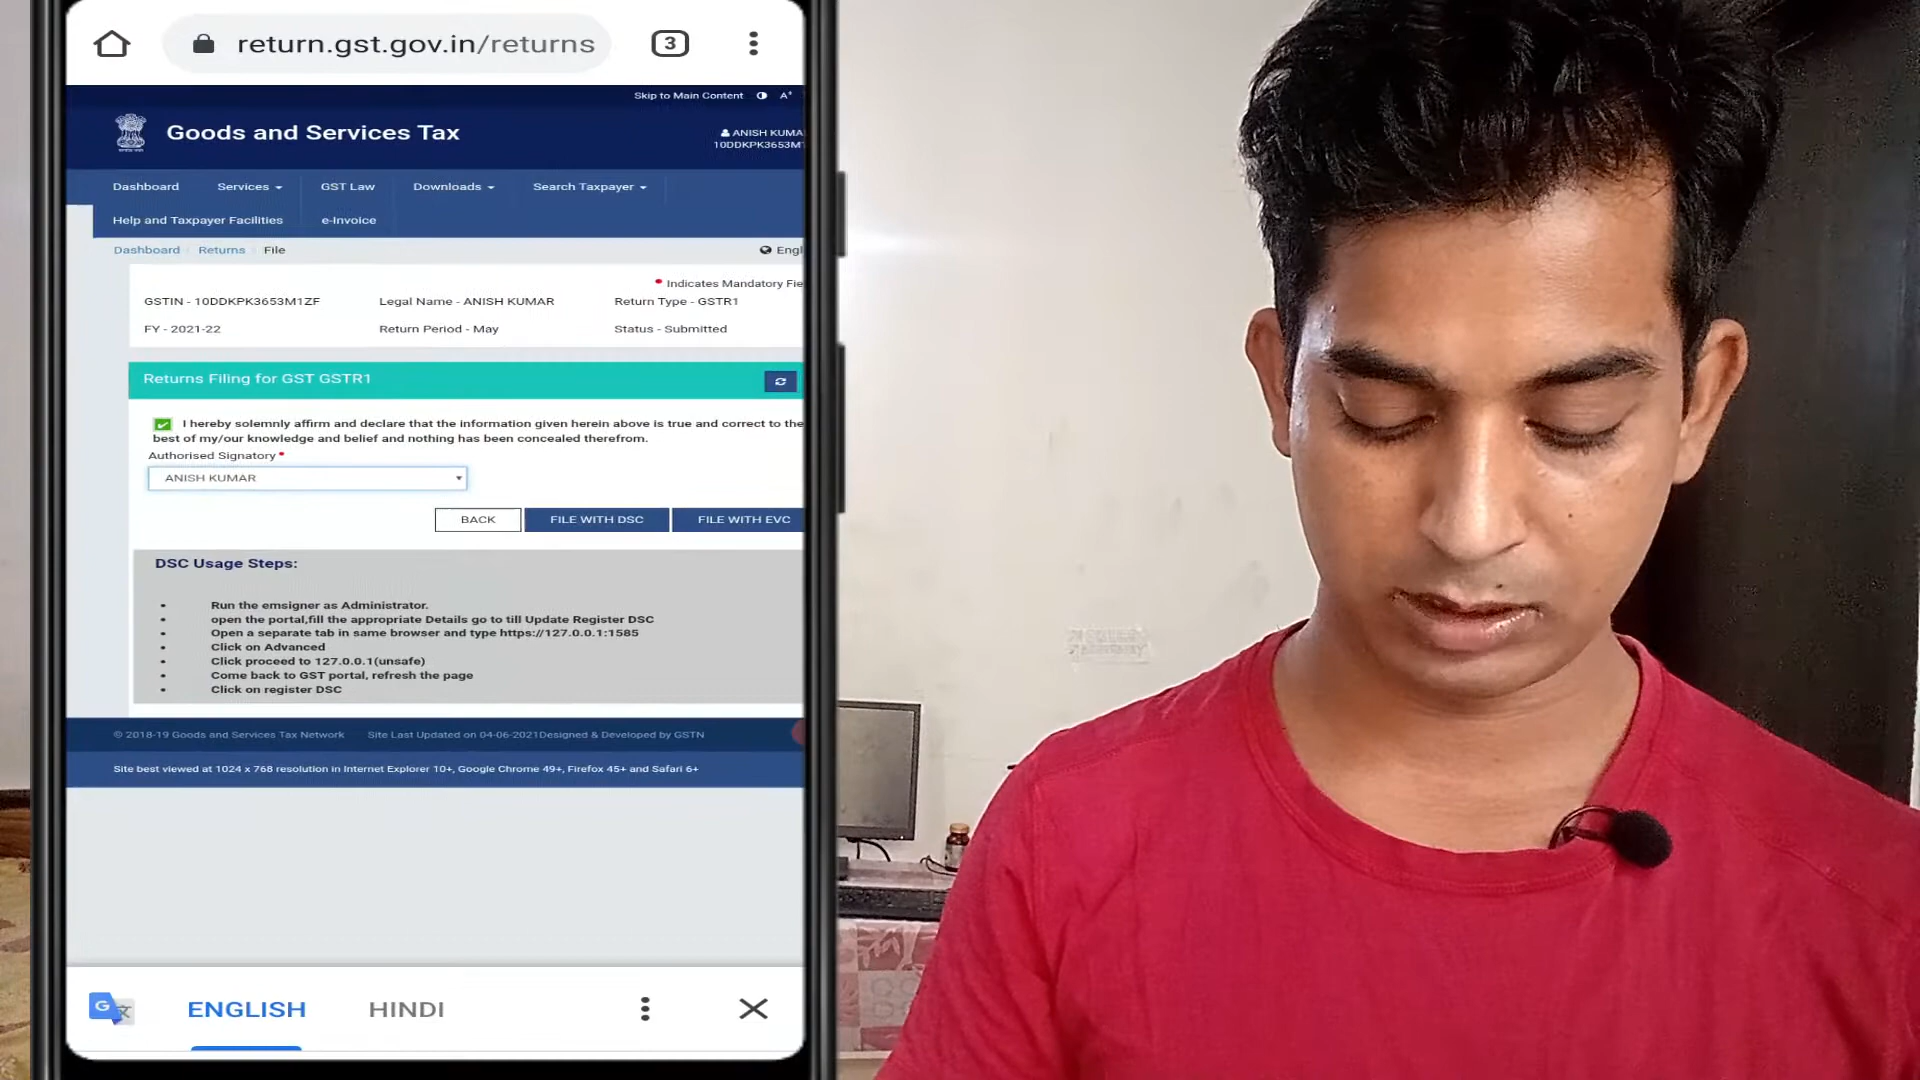 return.gst.gov.in/returns
3
Skip to Main Content A+
Goods and Services Tax
ANISH KUMA
10DDKPK3653M1
Dashboard Services GST Law Downloads Search Taxpayer
Help and Taxpayer Facilities e-Invoice
Dashboard Returns File
Engl
• Indicates Mandatory Fie
GSTIN - 10DDKPK3653M1ZF Legal Name - ANISH KUMAR Return Type - GSTR1
FY - 2021-22 Return Period - May Status - Submitted
Returns Filing for GST GSTR1
I hereby solemnly affirm and declare that the information given herein above is true and correct to the
best of my/our knowledge and belief and nothing has been concealed therefrom.
Authorised Signatory •
ANISH KUMAR
BACK FILE WITH DSC FILE WITH EVC
DSC Usage Steps:
• Run the emsigner as Administrator.
• open the portal,fill the appropriate Details go to till Update Register DSC
• Open a separate tab in same browser and type https://127.0.0.1:1585
• Click on Advanced
• Click proceed to 127.0.0.1(unsafe)
• Come back to GST portal, refresh the page
• Click on register DSC
© 2018-19 Goods and Services Tax Network Site Last Updated on 04-06-2021Designed & Developed by GSTN
Site best viewed at 1024 x 768 resolution in Internet Explorer 10+, Google Chrome 49+, Firefox 45+ and Safari 6+
G 文
ENGLISH HINDI